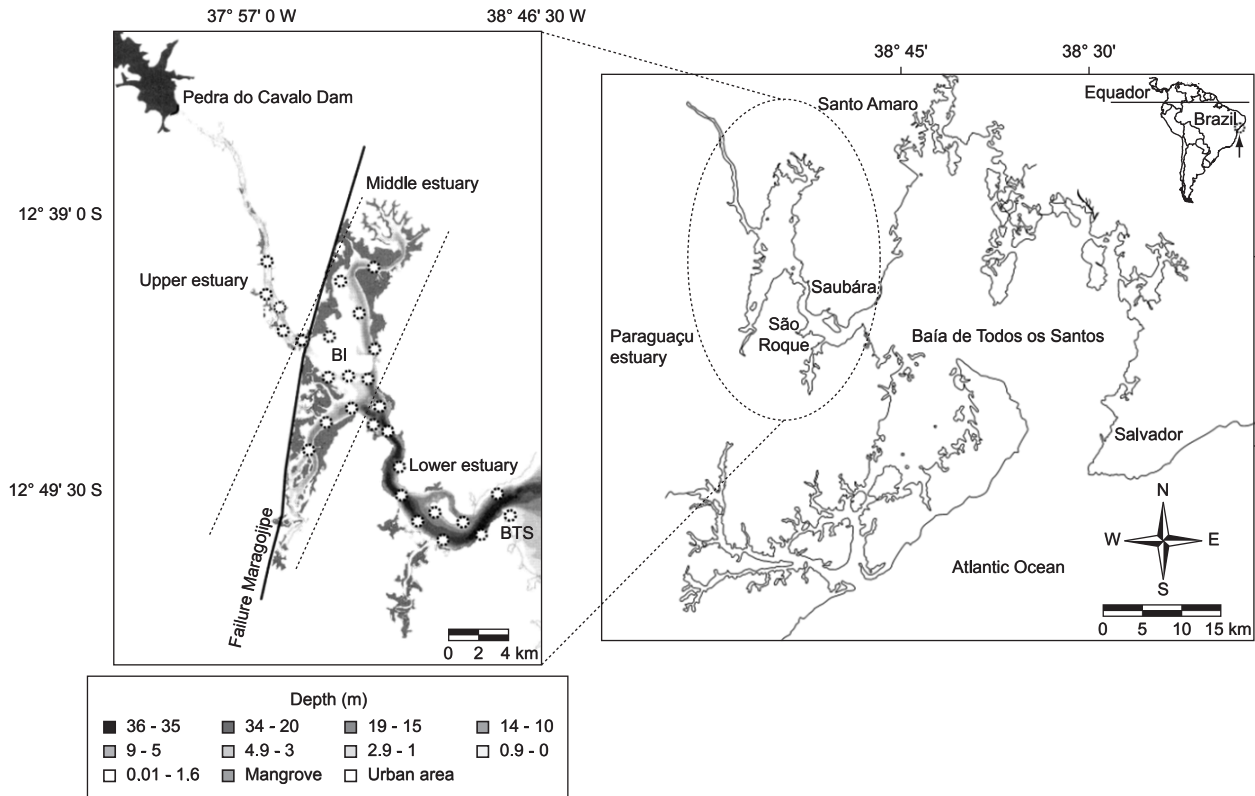 37° 57' 0 W
38° 46' 30 W
12° 39' 0 S
12° 49' 30 S
Pedra do Cavalo Dam
Middle estuary
Upper estuary
BI
Lower estuary
BTS
Failure Maragojipe
0 2 4 km
Depth (m)
36 - 35 34 - 20 19 - 15 14 - 10
9 - 5 4.9 - 3 2.9 - 1 0.9 - 0
0.01 - 1.6 Mangrove Urban area
38° 45'
38° 30'
Equador
Brazil
Santo Amaro
Saubára
São
Roque
Paraguaçu
estuary
Baía de Todos os Santos
Salvador
Atlantic Ocean
N
W E
S
0 5 10 15 km